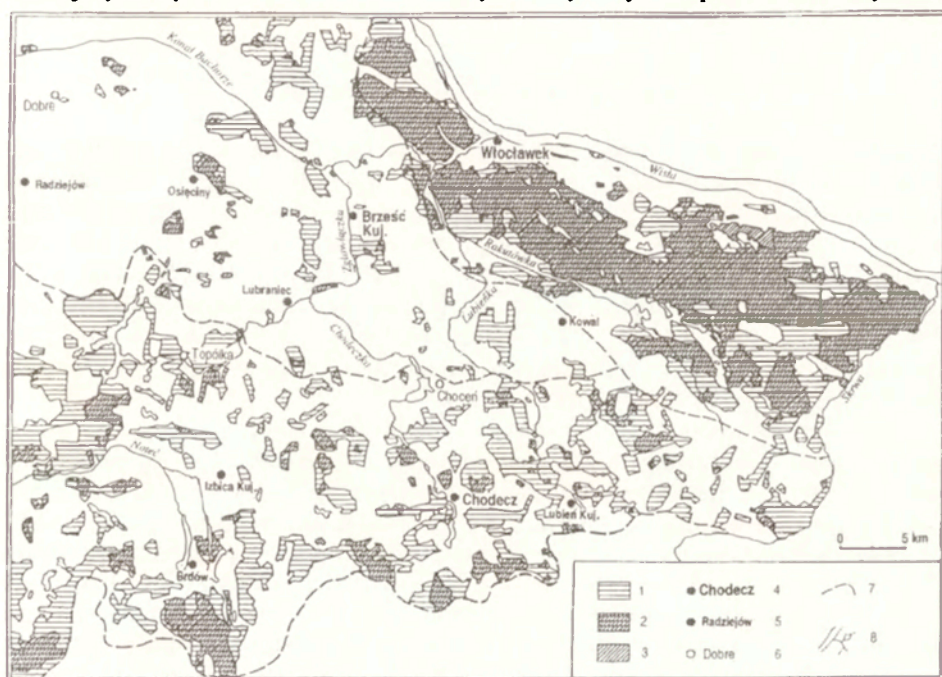 Kanał Bachorze
Dobre
Włocławek
Wisła
Radziejów
Osięciny
Brześć
Kuj.
Zgłowiączka
Rakutówka
Lubraniec
Lubieńka
Kowal
Chodeczka
Topólka
Skrwa
Choceń
Noteć
Izbica Kuj.
Chodecz
Lubień Kuj.
Brdów
0 5 km
1 Chodecz 4 7
2 Radziejów 5 8
3 Dobre 6